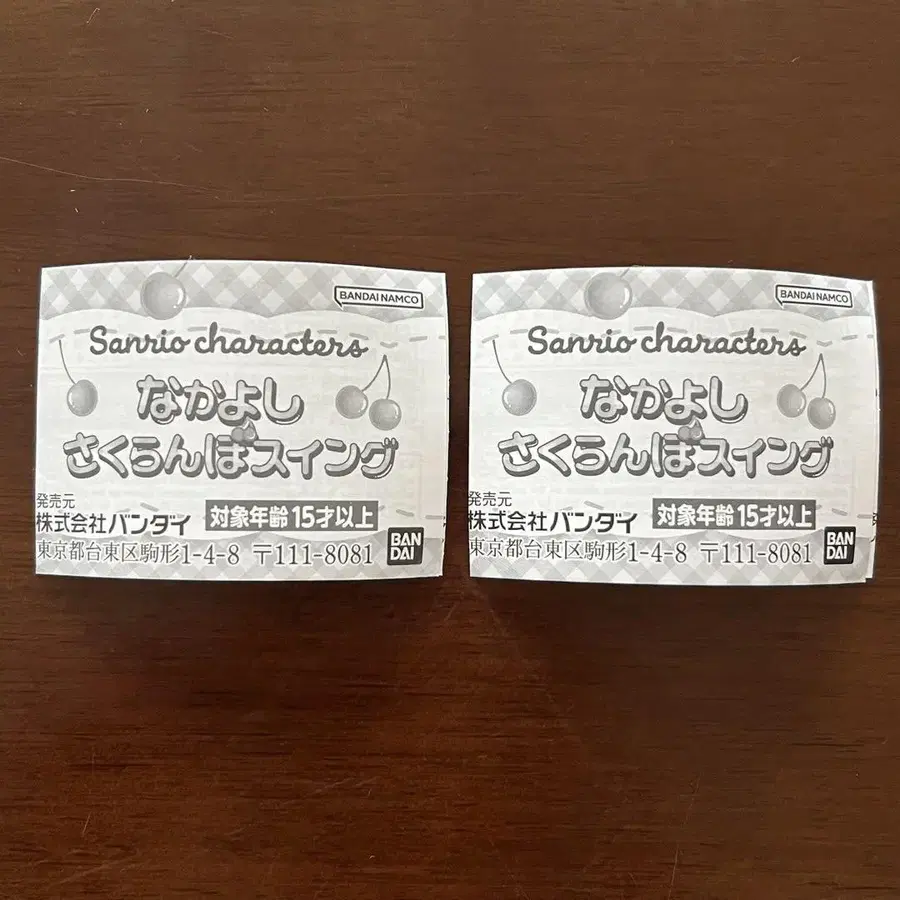 BANDAI NAMCO
Sanrio characters
なかよし
さくらんぼスイング
発売元
株式会社バンダイ 対象年齢15才以上
東京都台東区駒形1-4-8 〒111-8081
BAN
DAI
BANDAI NAMCO
Sanrio characters
なかよし
さくらんぼスイング
発売元
株式会社バンダイ 対象年齢15才以上
東京都台東区駒形1-4-8 〒111-8081
BAN
DAI